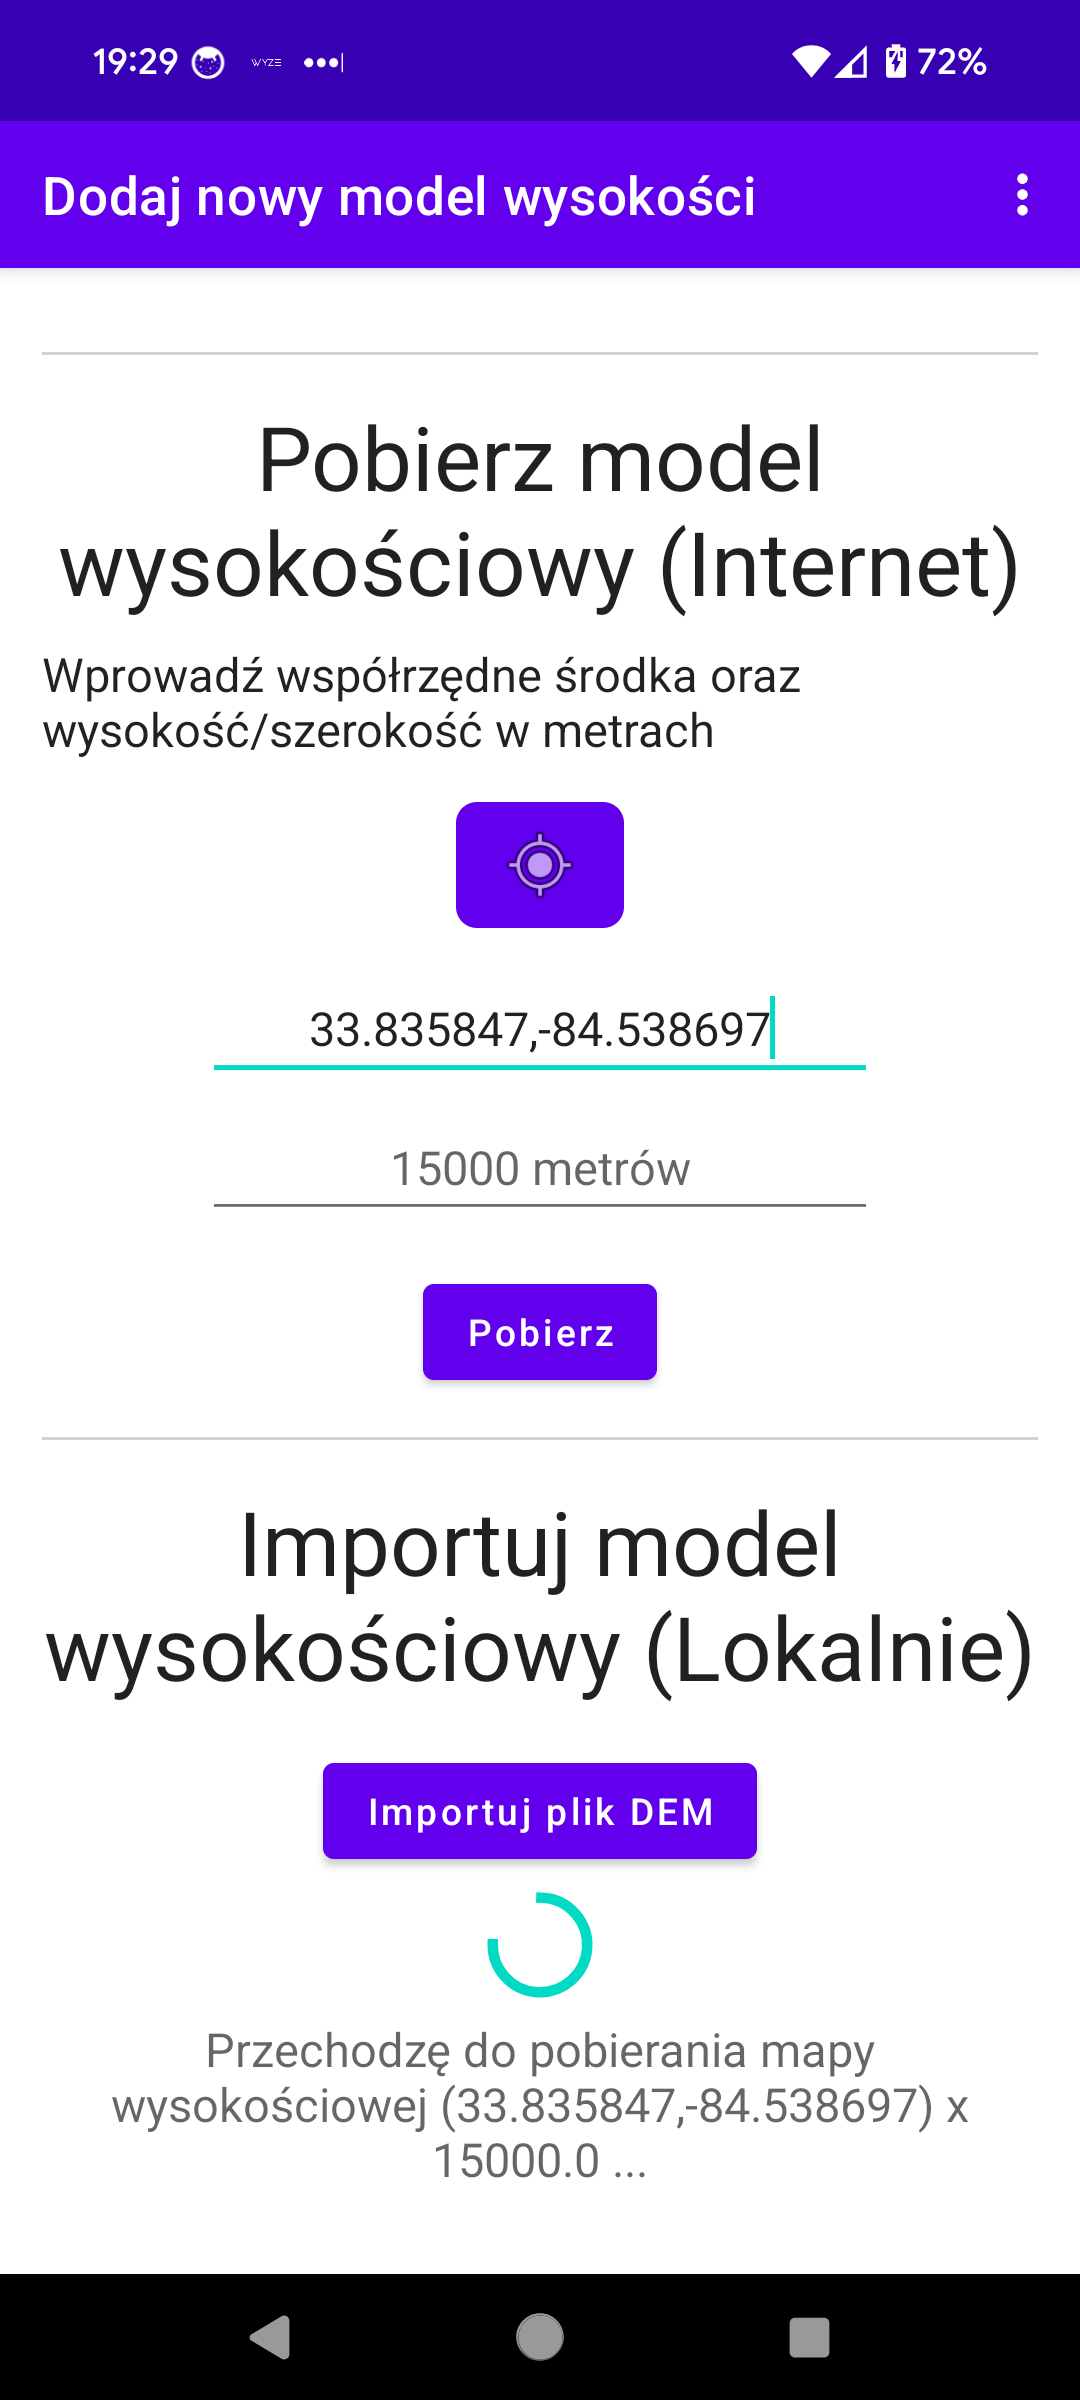 19:29 WYZE 72%
Dodaj nowy model wysokości
Pobierz model
wysokościowy (Internet)
Wprowadź współrzędne środka oraz
wysokość/szerokość w metrach
33.835847,-84.538697
15000 metrów
Pobierz
Importuj model
wysokościowy (Lokalnie)
Importuj plik DEM
Przechodzę do pobierania mapy
wysokościowej (33.835847,-84.538697) x
15000.0 ...